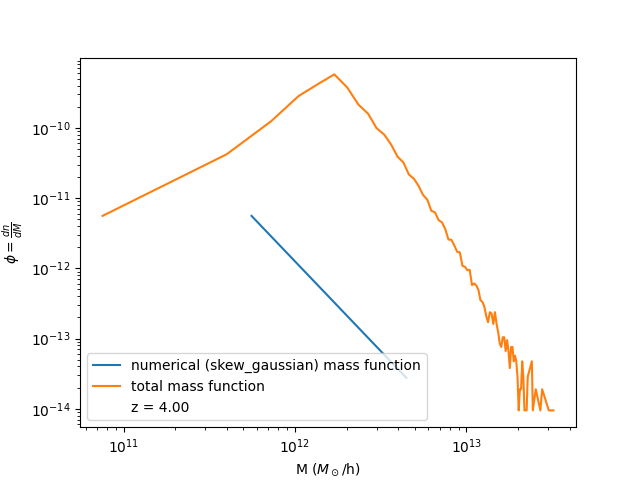 10⁻¹⁰
10⁻¹¹
10⁻¹²
10⁻¹³
10⁻¹⁴
ϕ = dn/dM
numerical (skew_gaussian) mass function
total mass function
z = 4.00
10¹¹ 10¹² 10¹³
M (M⊙/h)